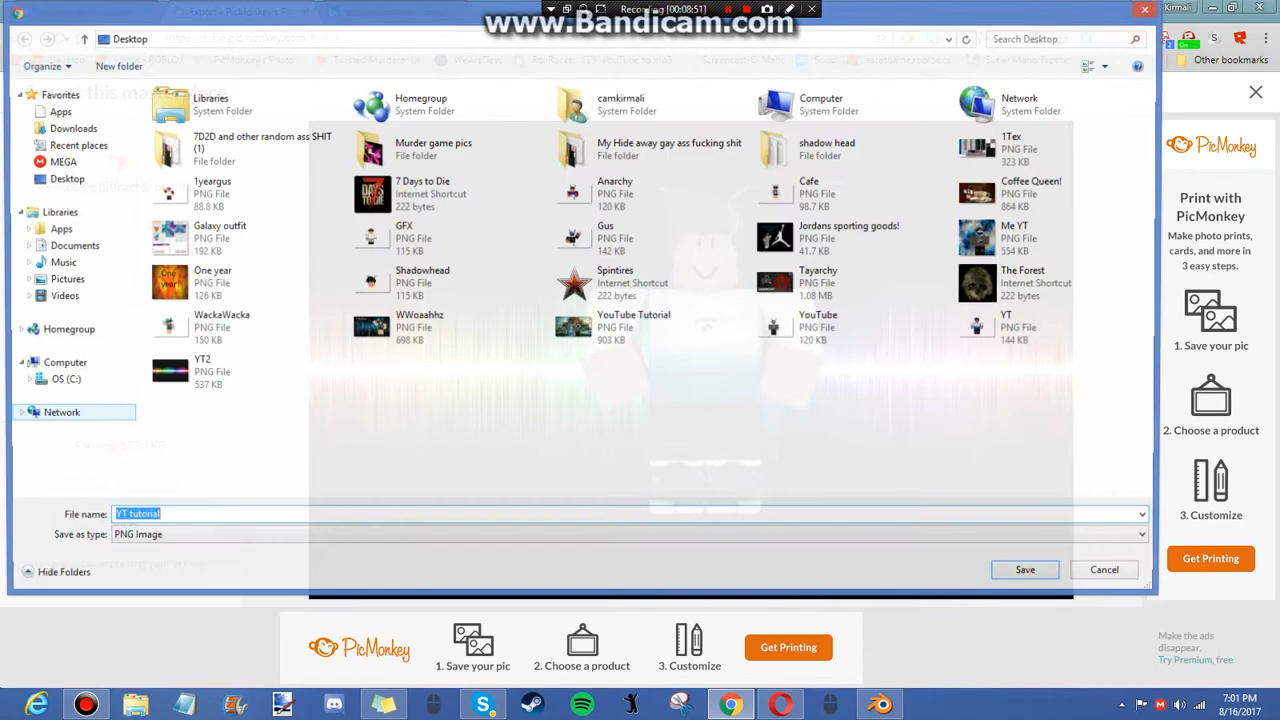 Recording [00:08:51]
www.Bandicam.com
Kirmali
Desktop
Search Desktop
Organize
New folder
Other bookmarks
Favorites
Apps
Downloads
Recent places
MEGA
Desktop
Libraries
Apps
Documents
Music
Pictures
Videos
Homegroup
Computer
OS (C:)
Network
Libraries
System Folder
Homegroup
System Folder
camkirmali
System Folder
Computer
System Folder
Network
System Folder
7D2D and other random ass SHIT
(1)
File folder
Murder game pics
File folder
My Hide away gay ass fucking shit
File folder
shadow head
File folder
1Tex
PNG File
323 KB
1yeargus
PNG File
88.8 KB
7 Days to Die
Internet Shortcut
222 bytes
Anarchy
PNG File
120 KB
Cafe
PNG File
98.7 KB
Coffee Queen!
PNG File
864 KB
Galaxy outfit
PNG File
192 KB
GFX
PNG File
115 KB
Gus
PNG File
142 KB
Jordans sporting goods!
PNG File
41.7 KB
Me YT
PNG File
554 KB
One year
PNG File
126 KB
Shadowhead
PNG File
115 KB
Spintires
Internet Shortcut
222 bytes
Tayarchy
PNG File
1.08 MB
The Forest
Internet Shortcut
222 bytes
WackaWacka
PNG File
150 KB
WWoaahhz
PNG File
698 KB
YouTube Tutorial
PNG File
903 KB
YouTube
PNG File
120 KB
YT
PNG File
144 KB
YT2
PNG File
537 KB
File name: YT tutorial
Save as type: PNG Image
Hide Folders
Save
Cancel
PicMonkey
Print with
PicMonkey
Make photo prints,
cards, and more in
3 easy steps.
1. Save your pic
2. Choose a product
3. Customize
Get Printing
PicMonkey
1. Save your pic
2. Choose a product
3. Customize
Get Printing
Make the ads
disappear.
Try Premium, free
7:01 PM
8/16/2017